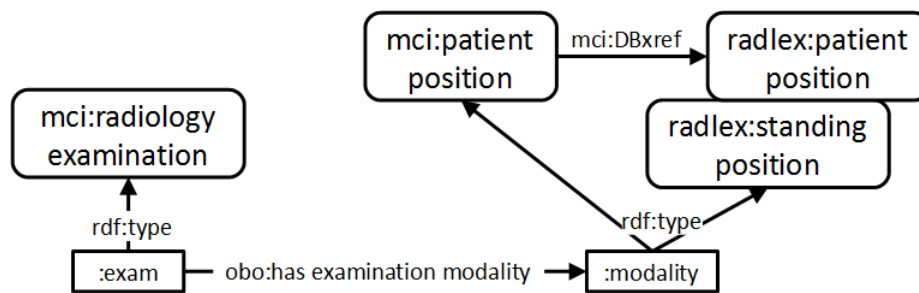 mci:patient
position
mci:DBxref
radlex:patient
position
mci:radiology
examination
radlex:standing
position
rdf:type
rdf:type
:exam
obo:has examination modality
:modality